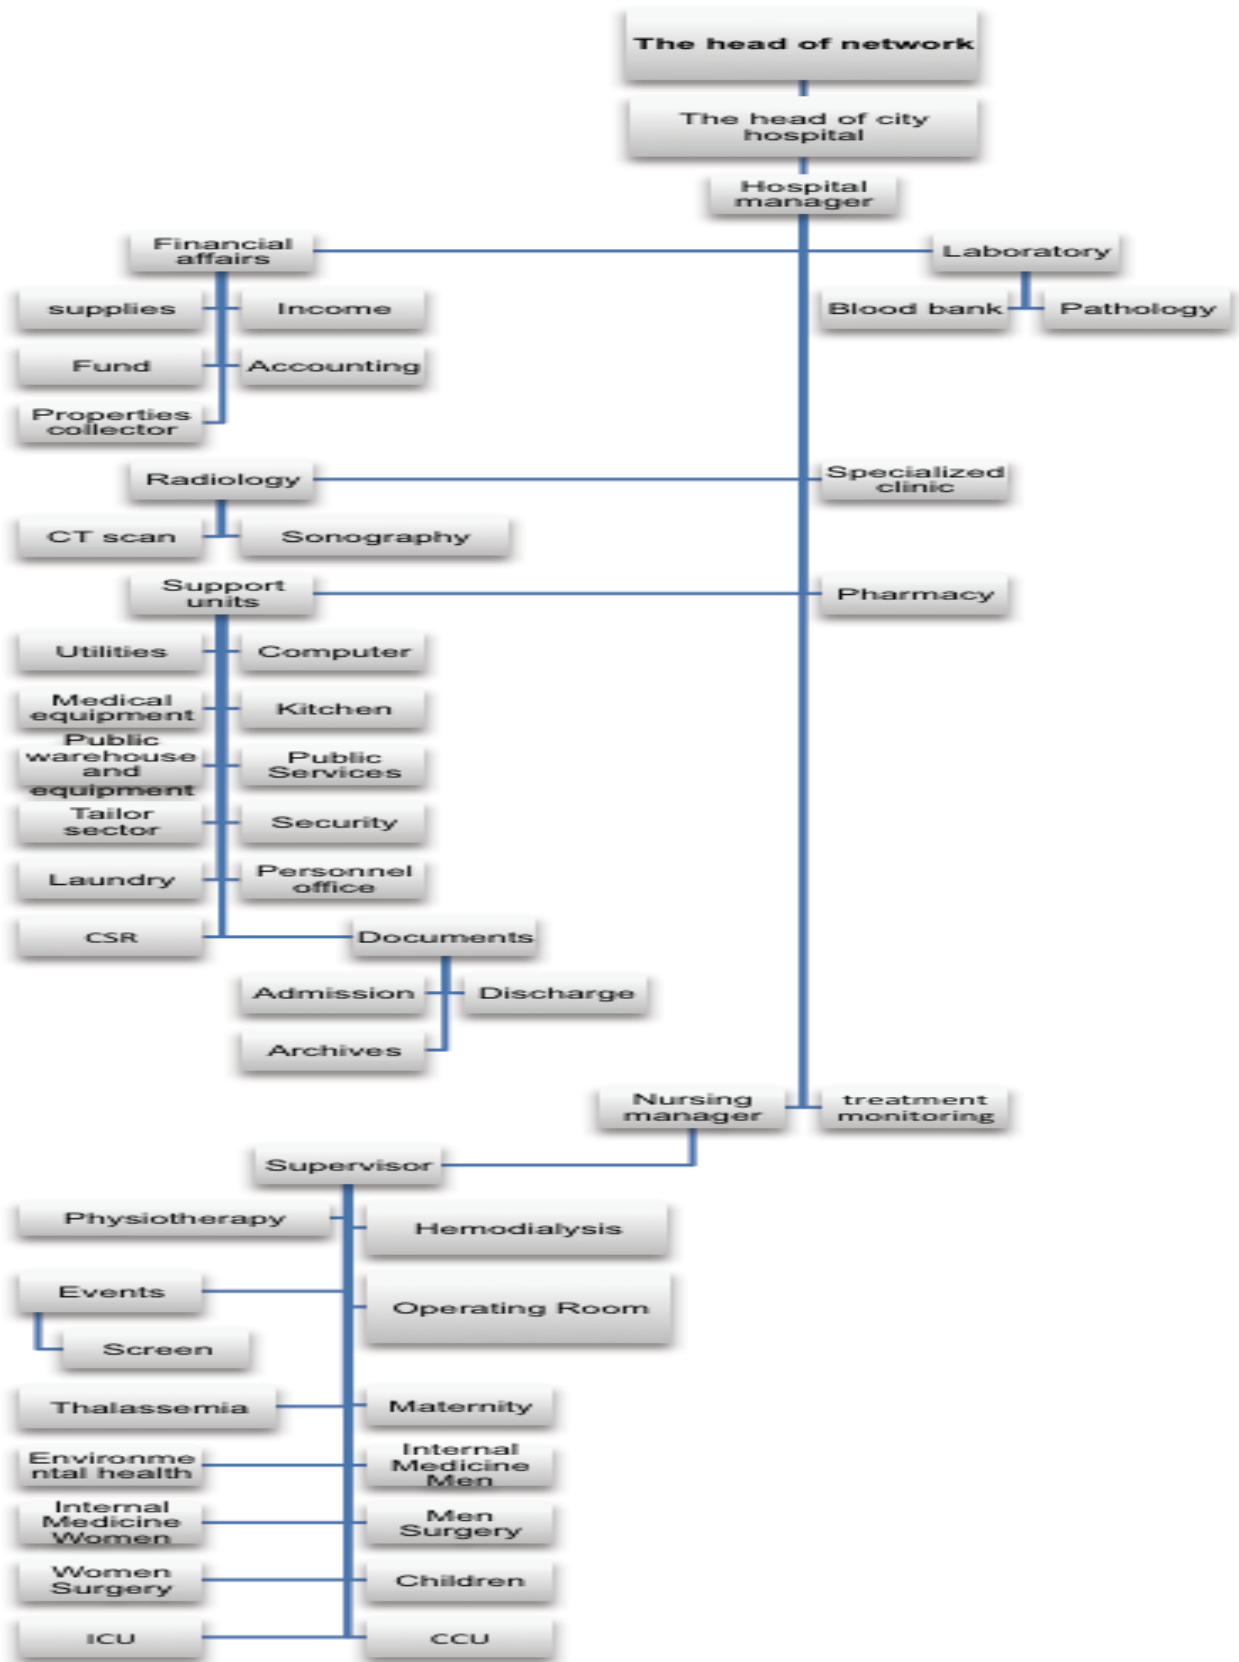 The head of network
The head of city
hospital
Hospital
manager
Financial
affairs
Laboratory
supplies
Income
Blood bank
Pathology
Fund
Accounting
Properties
collector
Radiology
Specialized
clinic
CT scan
Sonography
Support
units
Pharmacy
Utilities
Computer
Medical
equipment
Kitchen
Public
warehouse
and
equipment
Public
Services
Tailor
sector
Security
Laundry
Personnel
office
CSR
Documents
Admission
Discharge
Archives
Nursing
manager
treatment
monitoring
Supervisor
Physiotherapy
Hemodialysis
Events
Operating Room
Screen
Thalassemia
Maternity
Environme
ntal health
Internal
Medicine
Men
Internal
Medicine
Women
Men
Surgery
Women
Surgery
Children
ICU
CCU